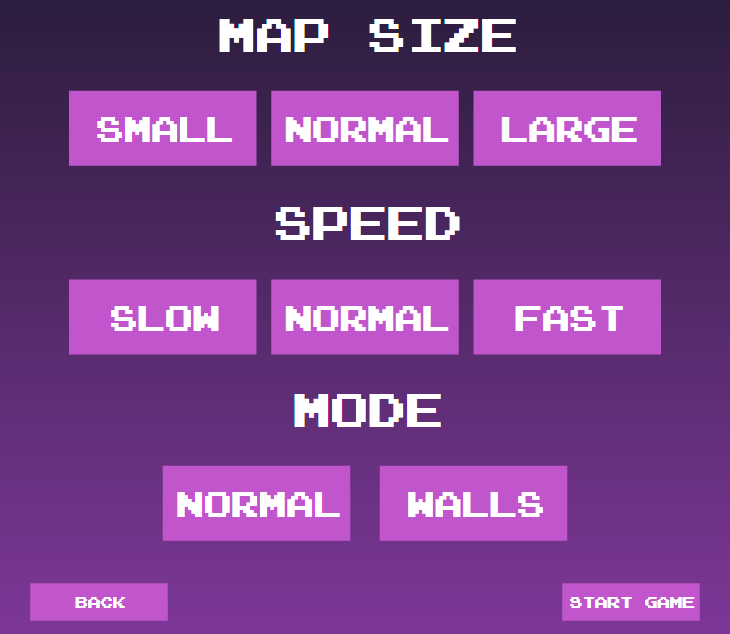 MAP SIZE
SMALL NORMAL LARGE
SPEED
SLOW NORMAL FAST
MODE
NORMAL WALLS
BACK START GAME